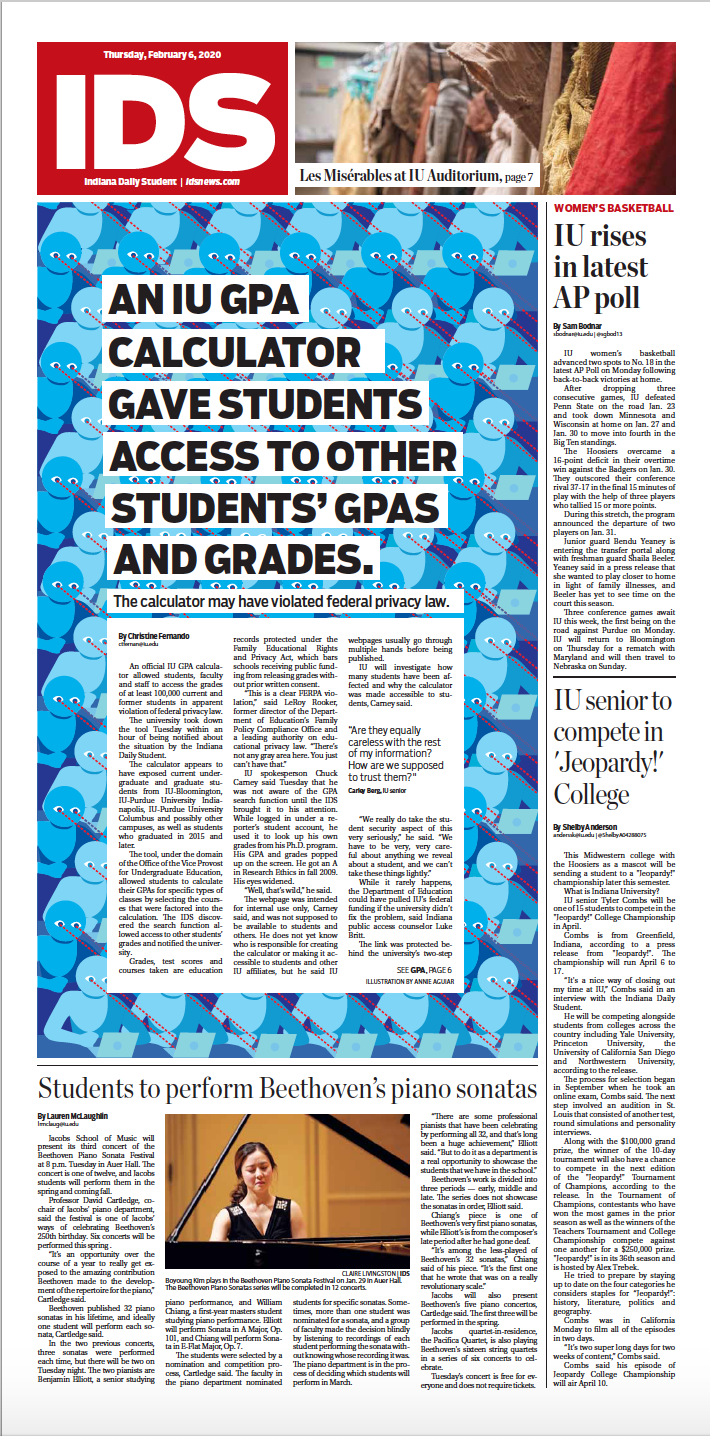 Thursday, February 6, 2020
IDS
Indiana Daily Student | idsnews.com
Les Misérables at IU Auditorium, page 7
AN IU GPA
CALCULATOR
GAVE STUDENTS
ACCESS TO OTHER
STUDENTS' GPAS
AND GRADES.
The calculator may have violated federal privacy law.
By Christine Fernando
ctfernan@iu.edu
An official IU GPA calcula-
tor allowed students, faculty
and staff to access the grades
of at least 100,000 current and
former students in apparent
violation of federal privacy law.
The university took down
the tool Tuesday within an
hour of being notified about
the situation by the Indiana
Daily Student.
The calculator appears to
have exposed current under-
graduate and graduate stu-
dents from IU-Bloomington,
IU-Purdue University India-
napolis, IU-Purdue University
Columbus and possibly other
campuses, as well as students
who graduated in 2015 and
later.
The tool, under the domain
of the Office of the Vice Provost
for Undergraduate Education,
allowed students to calculate
their GPAs for specific types of
classes by selecting the cours-
es that were factored into the
calculation. The IDS discov-
ered the search function al-
lowed access to other students'
grades and notified the univer-
sity.
Grades, test scores and
courses taken are education
records protected under the
Family Educational Rights
and Privacy Act, which bars
schools receiving public fund-
ing from releasing grades with-
out prior written consent.
"This is a clear FERPA vio-
lation," said LeRoy Rooker,
former director of the Depart-
ment of Education's Family
Policy Compliance Office and
a leading authority on edu-
cational privacy law. "There's
not any gray area here. You just
can't have that."
IU spokesperson Chuck
Carney said Tuesday that he
was not aware of the GPA
search function until the IDS
brought it to his attention.
While logged in under a re-
porter's student account, he
used it to look up his own
grades from his Ph.D. program.
His GPA and grades popped
up on the screen. He got an A
in Research Ethics in fall 2009.
His eyes widened.
"Well, that's wild," he said.
The webpage was intended
for internal use only, Carney
said, and was not supposed to
be available to students and
others. He does not yet know
who is responsible for creating
the calculator or making it ac-
cessible to students and other
IU affiliates, but he said IU
webpages usually go through
multiple hands before being
published.
IU will investigate how
many students have been af-
fected and why the calculator
was made accessible to stu-
dents, Carney said.
"Are they equally
careless with the rest
of my information?
How are we supposed
to trust them?"
Carley Berg, IU senior
"We really do take the stu-
dent security aspect of this
very seriously," he said. "We
have to be very, very care-
ful about anything we reveal
about a student, and we can't
take these things lightly."
While it rarely happens,
the Department of Education
could have pulled IU's federal
funding if the university didn't
fix the problem, said Indiana
public access counselor Luke
Britt.
The link was protected be-
hind the university's two-step
SEE GPA, PAGE 6
ILLUSTRATION BY ANNIE AGUIAR
WOMEN'S BASKETBALL
IU rises
in latest
AP poll
By Sam Bodnar
sbodnar@iu.edu | @sgbod13
IU women's basketball
advanced two spots to No. 18 in the
latest AP Poll on Monday following
back-to-back victories at home.
After dropping three
consecutive games, IU defeated
Penn State on the road Jan. 23
and took down Minnesota and
Wisconsin at home on Jan. 27 and
Jan. 30 to move into fourth in the
Big Ten standings.
The Hoosiers overcame a
16-point deficit in their overtime
win against the Badgers on Jan. 30.
They outscored their conference
rival 37-17 in the final 15 minutes of
play with the help of three players
who tallied 15 or more points.
During this stretch, the program
announced the departure of two
players on Jan. 31.
Junior guard Bendu Yeaney is
entering the transfer portal along
with freshman guard Shaila Beeler.
Yeaney said in a press release that
she wanted to play closer to home
in light of family illnesses, and
Beeler has yet to see time on the
court this season.
Three conference games await
IU this week, the first being on the
road against Purdue on Monday.
IU will return to Bloomington
on Thursday for a rematch with
Maryland and will then travel to
Nebraska on Sunday.
IU senior to
compete in
'Jeopardy!'
College
By Shelby Anderson
andersk@iu.edu | @ShelbyA04288075
This Midwestern college with
the Hoosiers as a mascot will be
sending a student to a "Jeopardy!"
championship later this semester.
What is Indiana University?
IU senior Tyler Combs will be
one of 15 students to compete in the
"Jeopardy!" College Championship
in April.
Combs is from Greenfield,
Indiana, according to a press
release from "Jeopardy!". The
championship will run April 6 to
17.
"It's a nice way of closing out
my time at IU," Combs said in an
interview with the Indiana Daily
Student.
He will be competing alongside
students from colleges across the
country including Yale University,
Princeton University, the
University of California San Diego
and Northwestern University,
according to the release.
The process for selection began
in September when he took an
online exam, Combs said. The next
step involved an audition in St.
Louis that consisted of another test,
round simulations and personality
interviews.
Along with the $100,000 grand
prize, the winner of the 10-day
tournament will also have a chance
to compete in the next edition
of the "Jeopardy!" Tournament
of Champions, according to the
release. In the Tournament of
Champions, contestants who have
won the most games in the prior
season as well as the winners of the
Teachers Tournament and College
Championship compete against
one another for a $250,000 prize.
"Jeopardy!" is in its 36th season and
is hosted by Alex Trebek.
He tried to prepare by staying
up to date on the four categories he
considers staples for "Jeopardy!":
history, literature, politics and
geography.
Combs was in California
Monday to film all of the episodes
in two days.
"It's two super long days for two
weeks of content," Combs said.
Combs said his episode of
Jeopardy College Championship
will air April 10.
Students to perform Beethoven's piano sonatas
By Lauren McLaughlin
lrmclaug@iu.edu
Jacobs School of Music will
present its third concert of the
Beethoven Piano Sonata Festival
at 8 p.m. Tuesday in Auer Hall. The
concert is one of twelve, and Jacobs
students will perform them in the
spring and coming fall.
Professor David Cartledge, co-
chair of Jacobs' piano department,
said the festival is one of Jacobs'
ways of celebrating Beethoven's
250th birthday. Six concerts will be
performed this spring .
"It's an opportunity over the
course of a year to really get ex-
posed to the amazing contribution
Beethoven made to the develop-
ment of the repertoire for the piano,"
Cartledge said.
Beethoven published 32 piano
sonatas in his lifetime, and ideally
one student will perform each so-
nata, Cartledge said.
In the two previous concerts,
three sonatas were performed
each time, but there will be two on
Tuesday night. The two pianists are
Benjamin Elliott, a senior studying
CLAIRE LIVINGSTON | IDS
Boyoung Kim plays in the Beethoven Piano Sonata Festival on Jan. 29 in Auer Hall.
The Beethoven Piano Sonatas series will be completed in 12 concerts.
piano performance, and William
Chiang, a first-year masters student
studying piano performance. Elliott
will perform Sonata in A Major, Op.
101, and Chiang will perform Sona-
ta in E-Flat Major, Op. 7.
The students were selected by a
nomination and competition pro-
cess, Cartledge said. The faculty in
the piano department nominated
students for specific sonatas. Some-
times, more than one student was
nominated for a sonata, and a group
of faculty made the decision blindly
by listening to recordings of each
student performing the sonata with-
out knowing whose recording it was.
The piano department is in the pro-
cess of deciding which students will
perform in March.
"There are some professional
pianists that have been celebrating
by performing all 32, and that's long
been a huge achievement," Elliott
said. "But to do it as a department is
a real opportunity to showcase the
students that we have in the school."
Beethoven's work is divided into
three periods — early, middle and
late. The series does not showcase
the sonatas in order, Elliott said.
Chiang's piece is one of
Beethoven's very first piano sonatas,
while Elliott's is from the composer's
late period after he had gone deaf.
"It's among the less-played of
Beethoven's 32 sonatas," Chiang
said of his piece. "It's the first one
that he wrote that was on a really
revolutionary scale."
Jacobs will also present
Beethoven's five piano concertos,
Cartledge said. The first three will be
performed in the spring.
Jacobs quartet-in-residence,
the Pacifica Quartet, is also playing
Beethoven's sixteen string quartets
in a series of six concerts to cel-
ebrate.
Tuesday's concert is free for ev-
eryone and does not require tickets.